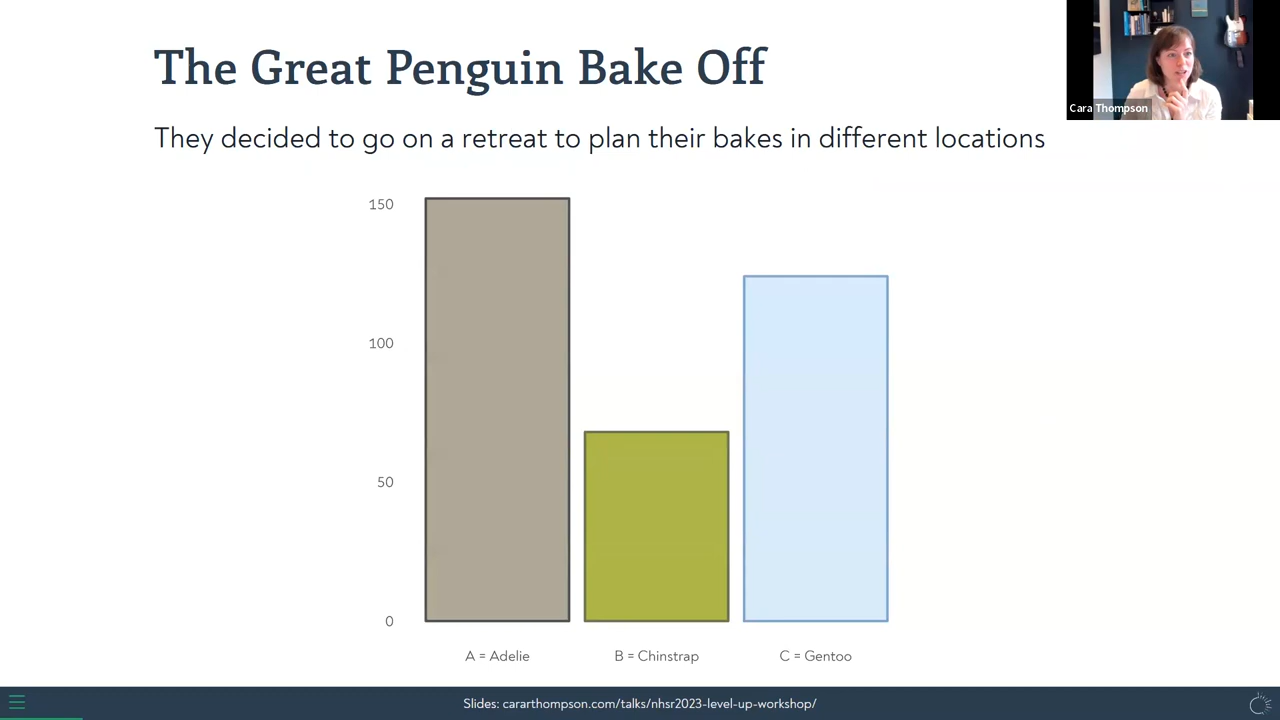 The Great Penguin Bake Off
Cara Thompson
They decided to go on a retreat to plan their bakes in different locations
150
100
50
0
A = Adelie
B = Chinstrap
C = Gentoo
Slides: cararthompson.com/talks/nhsr2023-level-up-workshop/